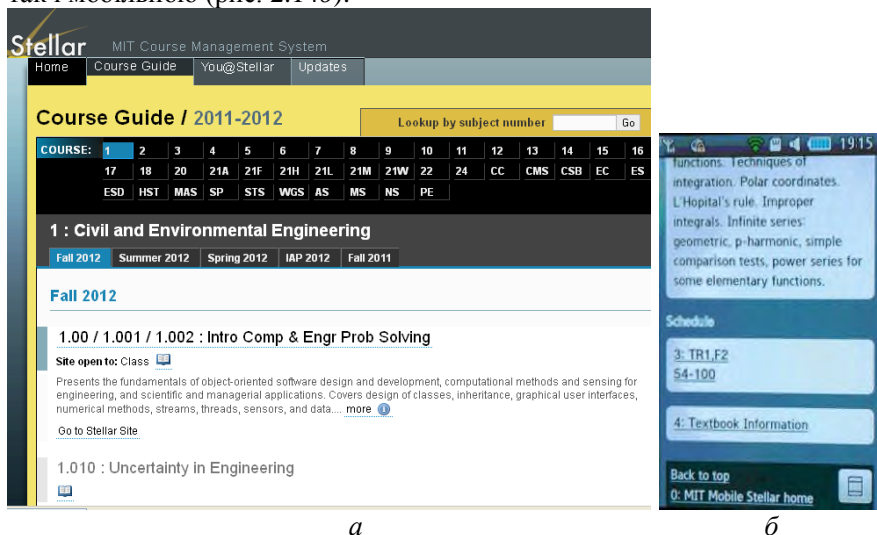 так і мобільною (рис. 2.14б).
Stellar MIT Course Management System
Home Course Guide You@Stellar Updates
Course Guide / 2011-2012
Lookup by subject number Go
COURSE: 1 2 3 4 5 6 7 8 9 10 11 12 13 14 15 16
17 18 20 21A 21F 21H 21L 21M 21W 22 24 CC CMS CSB EC ES
ESD HST MAS SP STS WGS AS MS NS PE
1 : Civil and Environmental Engineering
Fall 2012 Summer 2012 Spring 2012 IAP 2012 Fall 2011
Fall 2012
1.00 / 1.001 / 1.002 : Intro Comp & Engr Prob Solving
Site open to: Class
Presents the fundamentals of object-oriented software design and development, computational methods and sensing for
engineering, and scientific and managerial applications. Covers design of classes, inheritance, graphical user interfaces,
numerical methods, streams, threads, sensors, and data.... more
Go to Stellar Site
1.010 : Uncertainty in Engineering
19:15
functions. Techniques of
integration. Polar coordinates.
L'Hopital's rule. Improper
integrals. Infinite series:
geometric, p-harmonic, simple
comparison tests, power series for
some elementary functions.
Schedule
3: TR1,F2
54-100
4: Textbook Information
Back to top
0: MIT Mobile Stellar home
а
б